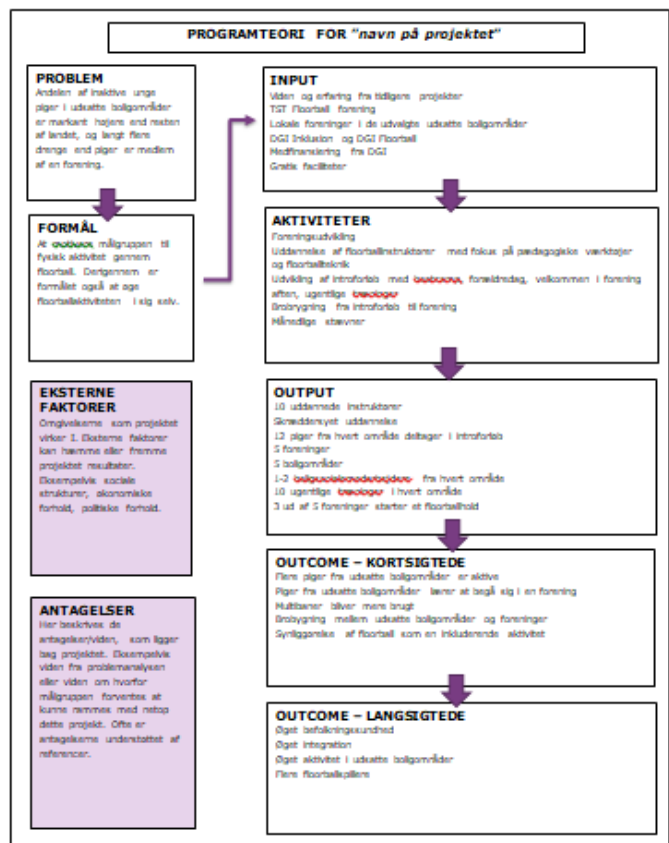 PROGRAMTEORI FOR "navn på projektet"
PROBLEM
Andelen af inaktive unge
piger i udsatte boligområder
er markant højere end resten
af landet, og langt flere
drenge end piger er medlem
af en forening.
FORMÅL
At målgruppen til
fysisk aktivitet gennem
floorball. Derigennem er
formålet også at øge
floorballaktiviteten i sig selv.
EKSTERNE
FAKTORER
Omgivelserne som projektet
virker i. Eksterne faktorer
kan hæmme eller fremme
projektet resultater.
Eksempelvis sociale
strukturer, økonomiske
forhold, politiske forhold.
ANTAGELSER
Her beskrives de
antagelser/viden, som ligger
bag projektet. Eksempelvis
viden fra problemanalysen
eller viden om hvorfor
målgruppen forventes at
kunne rammes med netop
dette projekt. Ofte er
antagelserne understøttet af
referencer.
INPUT
Viden og erfaring fra tidligere projekter
TST Floorball forening
Lokale foreninger i de udvalgte udsatte boligområder
DGI Inklusion og DGI Floorball
Medfinansiering fra DGI
Gratis faciliteter
AKTIVITETER
Foreningsudvikling
Uddannelse af floorballinstruktører med fokus på pædagogiske værktøjer
og floorballteknik
Udvikling af introforløb med forældredag, velkommen i forening
aften, ugentlige
Brobygning fra introforløb til forening
Månedlige stævner
OUTPUT
10 uddannede instruktører
Skræddersyet uddannelse
12 piger fra hvert område deltager i introforløb
5 foreninger
5 boligområder
1-2 fra hvert område
10 ugentlige i hvert område
3 ud af 5 foreninger starter et floorballhold
OUTCOME – KORTSIGTEDE
Flere piger fra udsatte boligområder er aktive
Piger fra udsatte boligområder lærer at begå sig i en forening
Multibaner bliver mere brugt
Brobygning mellem udsatte boligområder og foreninger
Synliggørelse af floorball som en inkluderende aktivitet
OUTCOME – LANGSIGTEDE
Øget befolkningssundhed
Øget integration
Øget aktivitet i udsatte boligområder
Flere floorballspillere